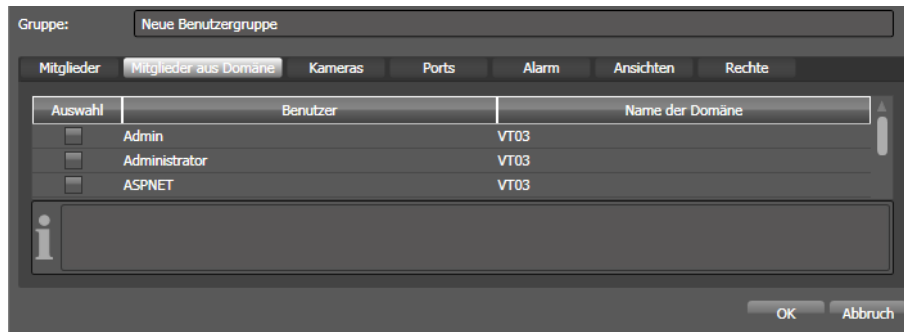 Gruppe: Neue Benutzergruppe
Mitglieder Mitglieder aus Domäne Kameras Ports Alarm Ansichten Rechte
Auswahl Benutzer Name der Domäne
Admin VT03
Administrator VT03
ASPNET VT03
OK Abbruch